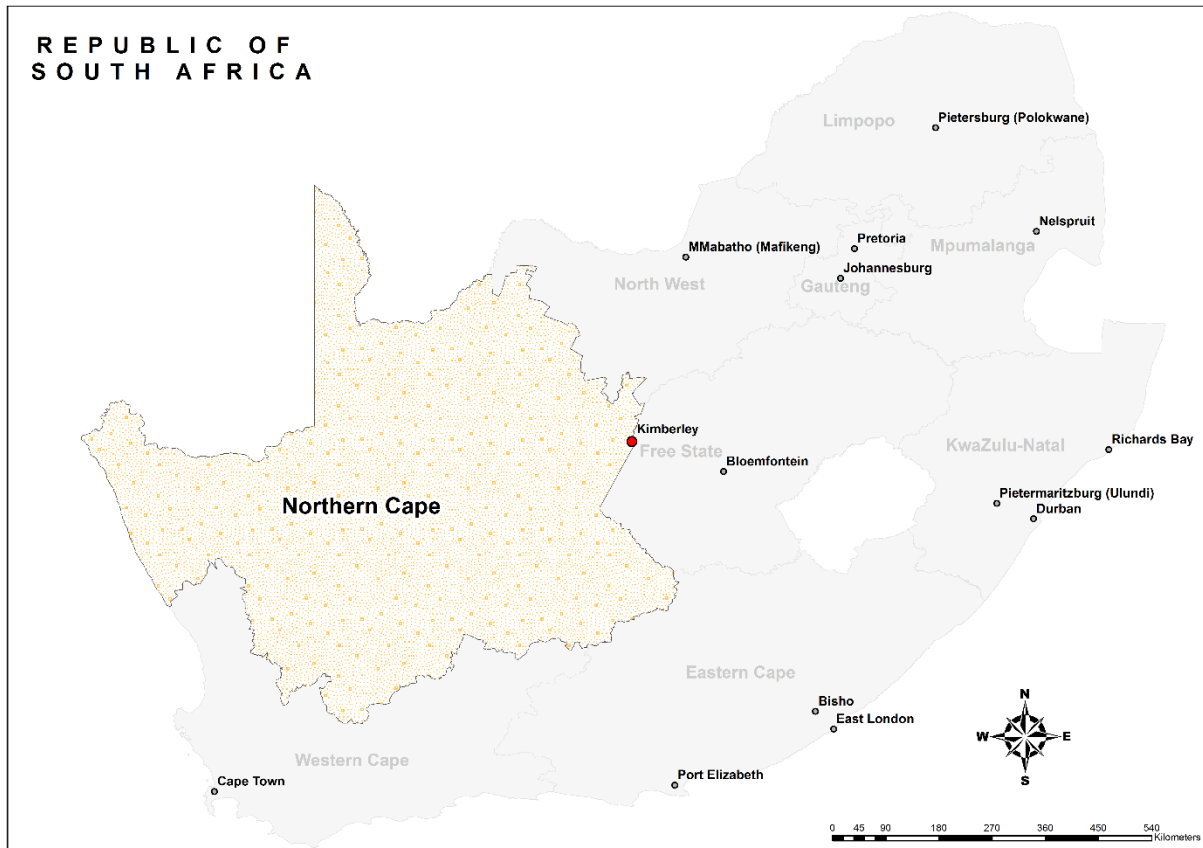 REPUBLIC OF
SOUTH AFRICA
Limpopo
Pietersburg (Polokwane)
Nelspruit
Pretoria
MMabatho (Mafikeng)
Mpumalanga
Johannesburg
North West
Gauteng
Kimberley
Free State
Bloemfontein
KwaZulu-Natal
Richards Bay
Northern Cape
Pietermaritzburg (Ulundi)
Durban
Eastern Cape
Bisho
East London
N
W E
S
Western Cape
Cape Town
Port Elizabeth
0 45 90 180 270 360 450 540
Kilometers